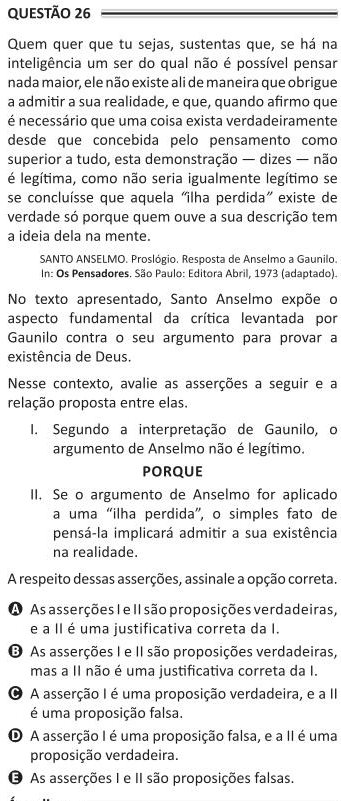 QUESTÃO 26
Quem quer que tu sejas, sustentas que, se há na
inteligência um ser do qual não é possível pensar
nada maior, ele não existe ali de maneira que obrigue
a admitir a sua realidade, e que, quando afirmo que
é necessário que uma coisa exista verdadeiramente
desde que concebida pelo pensamento como
superior a tudo, esta demonstração — dizes — não
é legítima, como não seria igualmente legítimo se
se concluísse que aquela “ilha perdida” existe de
verdade só porque quem ouve a sua descrição tem
a ideia dela na mente.
SANTO ANSELMO. Proslógio. Resposta de Anselmo a Gaunilo.
In: Os Pensadores. São Paulo: Editora Abril, 1973 (adaptado).
No texto apresentado, Santo Anselmo expõe o
aspecto fundamental da crítica levantada por
Gaunilo contra o seu argumento para provar a
existência de Deus.
Nesse contexto, avalie as asserções a seguir e a
relação proposta entre elas.
I. Segundo a interpretação de Gaunilo, o
argumento de Anselmo não é legítimo.
PORQUE
II. Se o argumento de Anselmo for aplicado
a uma “ilha perdida”, o simples fato de
pensá-la implicará admitir a sua existência
na realidade.
A respeito dessas asserções, assinale a opção correta.
A As asserções I e II são proposições verdadeiras,
e a II é uma justificativa correta da I.
B As asserções I e II são proposições verdadeiras,
mas a II não é uma justificativa correta da I.
C A asserção I é uma proposição verdadeira, e a II
é uma proposição falsa.
D A asserção I é uma proposição falsa, e a II é uma
proposição verdadeira.
E As asserções I e II são proposições falsas.